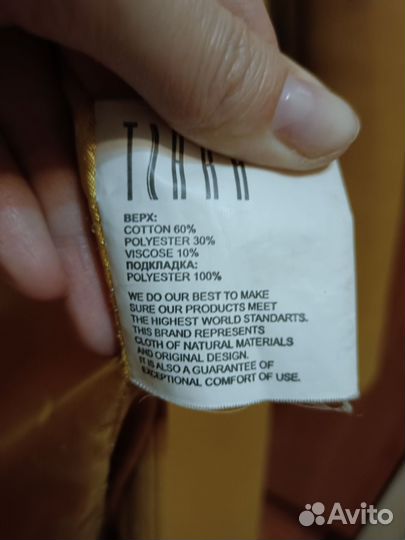 ВЕРХ:
COTTON 60%
POLYESTER 30%
VISCOSE 10%
ПОДКЛАДКА:
POLYESTER 100%
WE DO OUR BEST TO MAKE
SURE OUR PRODUCTS MEET
THE HIGHEST WORLD STANDARTS.
THIS BRAND REPRESENTS
CLOTH OF NATURAL MATERIALS
AND ORIGINAL DESIGN.
IT IS ALSO A GUARANTEE OF
EXCEPTIONAL COMFORT OF USE.
Avito